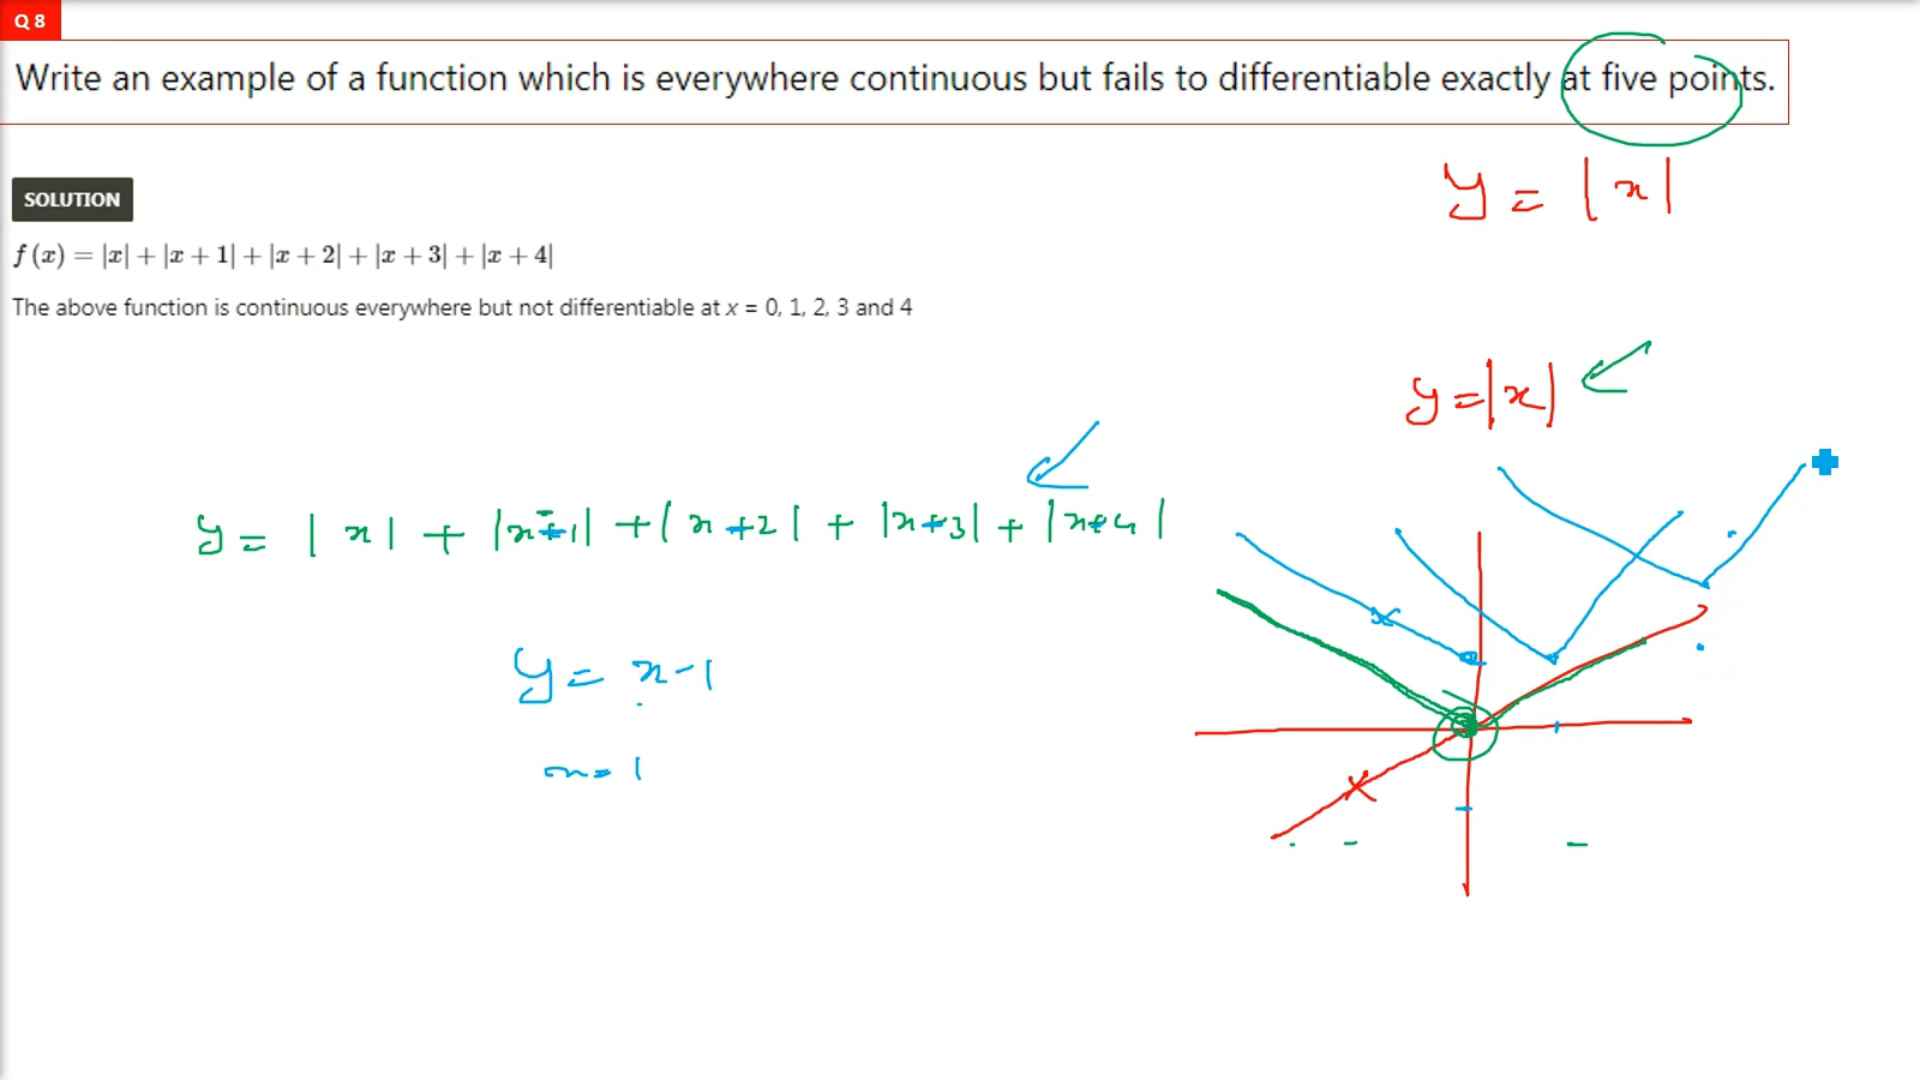 Q 8
Write an example of a function which is everywhere continuous but fails to differentiable exactly at five points.
y = |x|
SOLUTION
f (x) = |x| + |x + 1| + |x + 2| + |x + 3| + |x + 4|
The above function is continuous everywhere but not differentiable at x = 0, 1, 2, 3 and 4
y = |x|
y = |x| + |x + 1| + |x + 2| + |x + 3| + |x + 4|
y = x - 1
m = 1